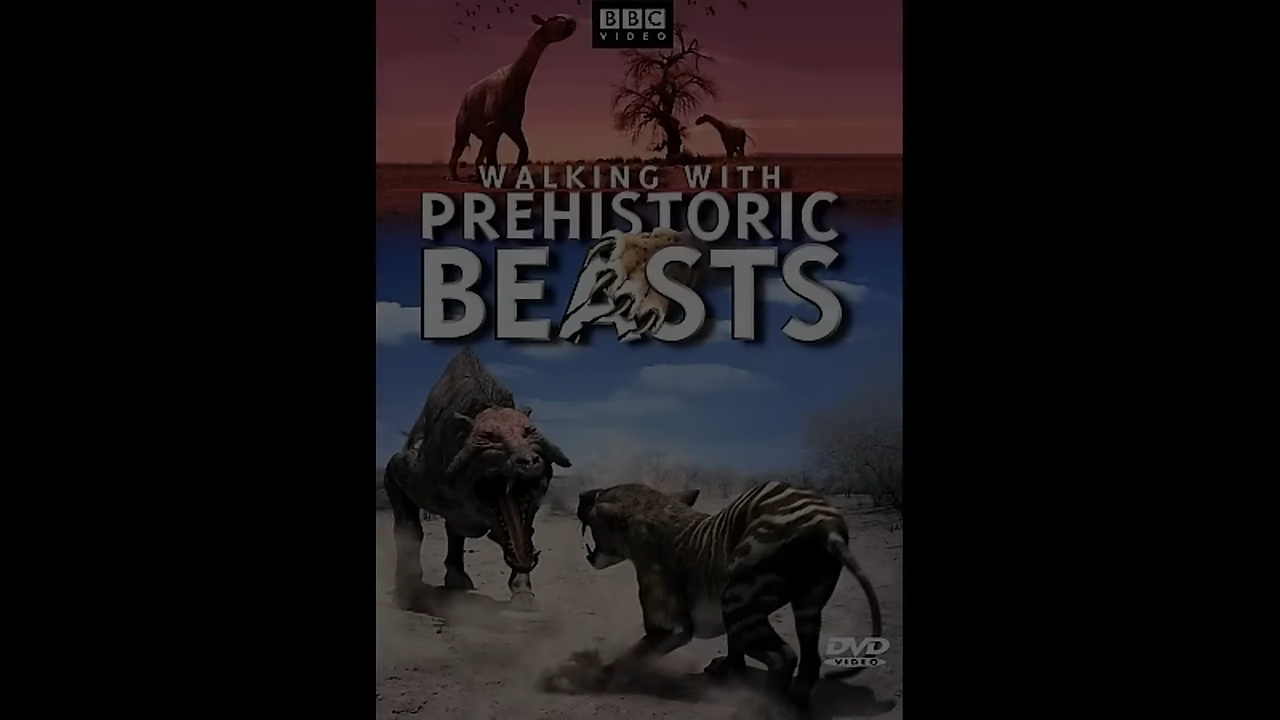 BBC
VIDEO
WALKING WITH
PREHISTORIC
BEASTS
DVD
VIDEO